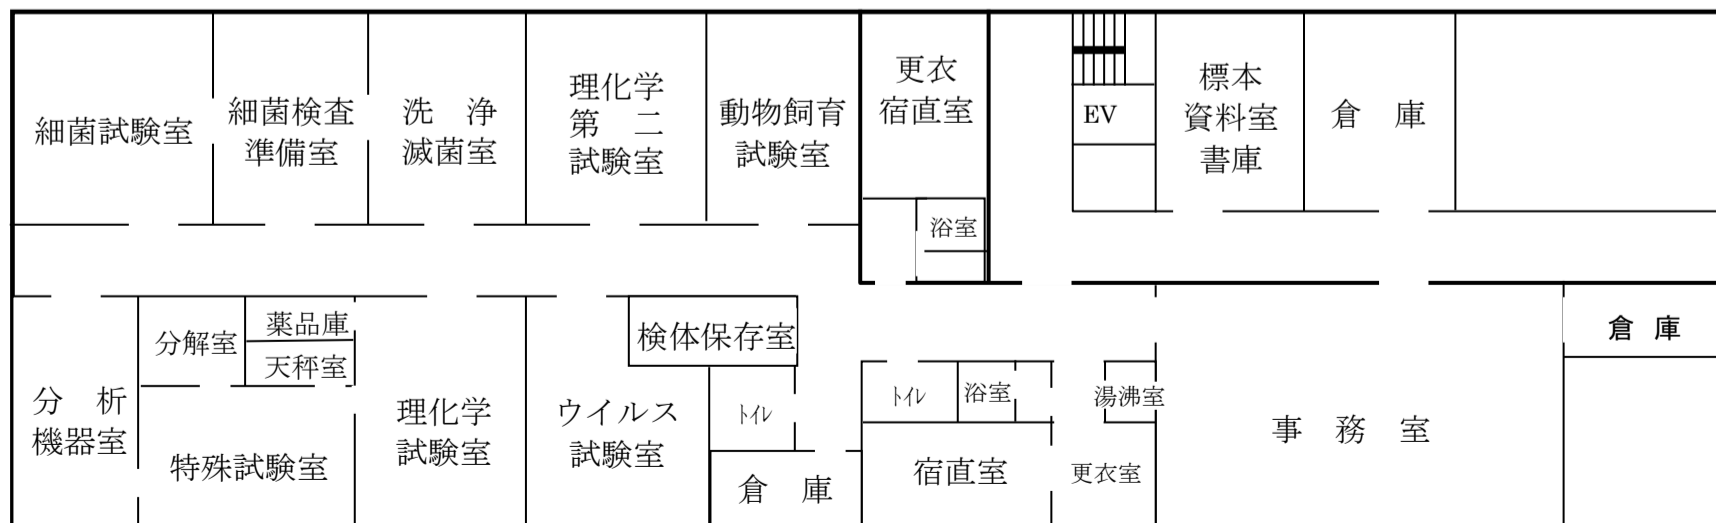 細菌試験室
細菌検査
準備室
洗　浄
滅菌室
理化学
第　二
試験室
動物飼育
試験室
更衣
宿直室
浴室
EV
標本
資料室
書庫
倉　庫
分　析
機器室
分解室
薬品庫
天秤室
特殊試験室
理化学
試験室
ウイルス
試験室
検体保存室
トイレ
倉　庫
トイレ
浴室
宿直室
湯沸室
更衣室
事　務　室
倉　庫